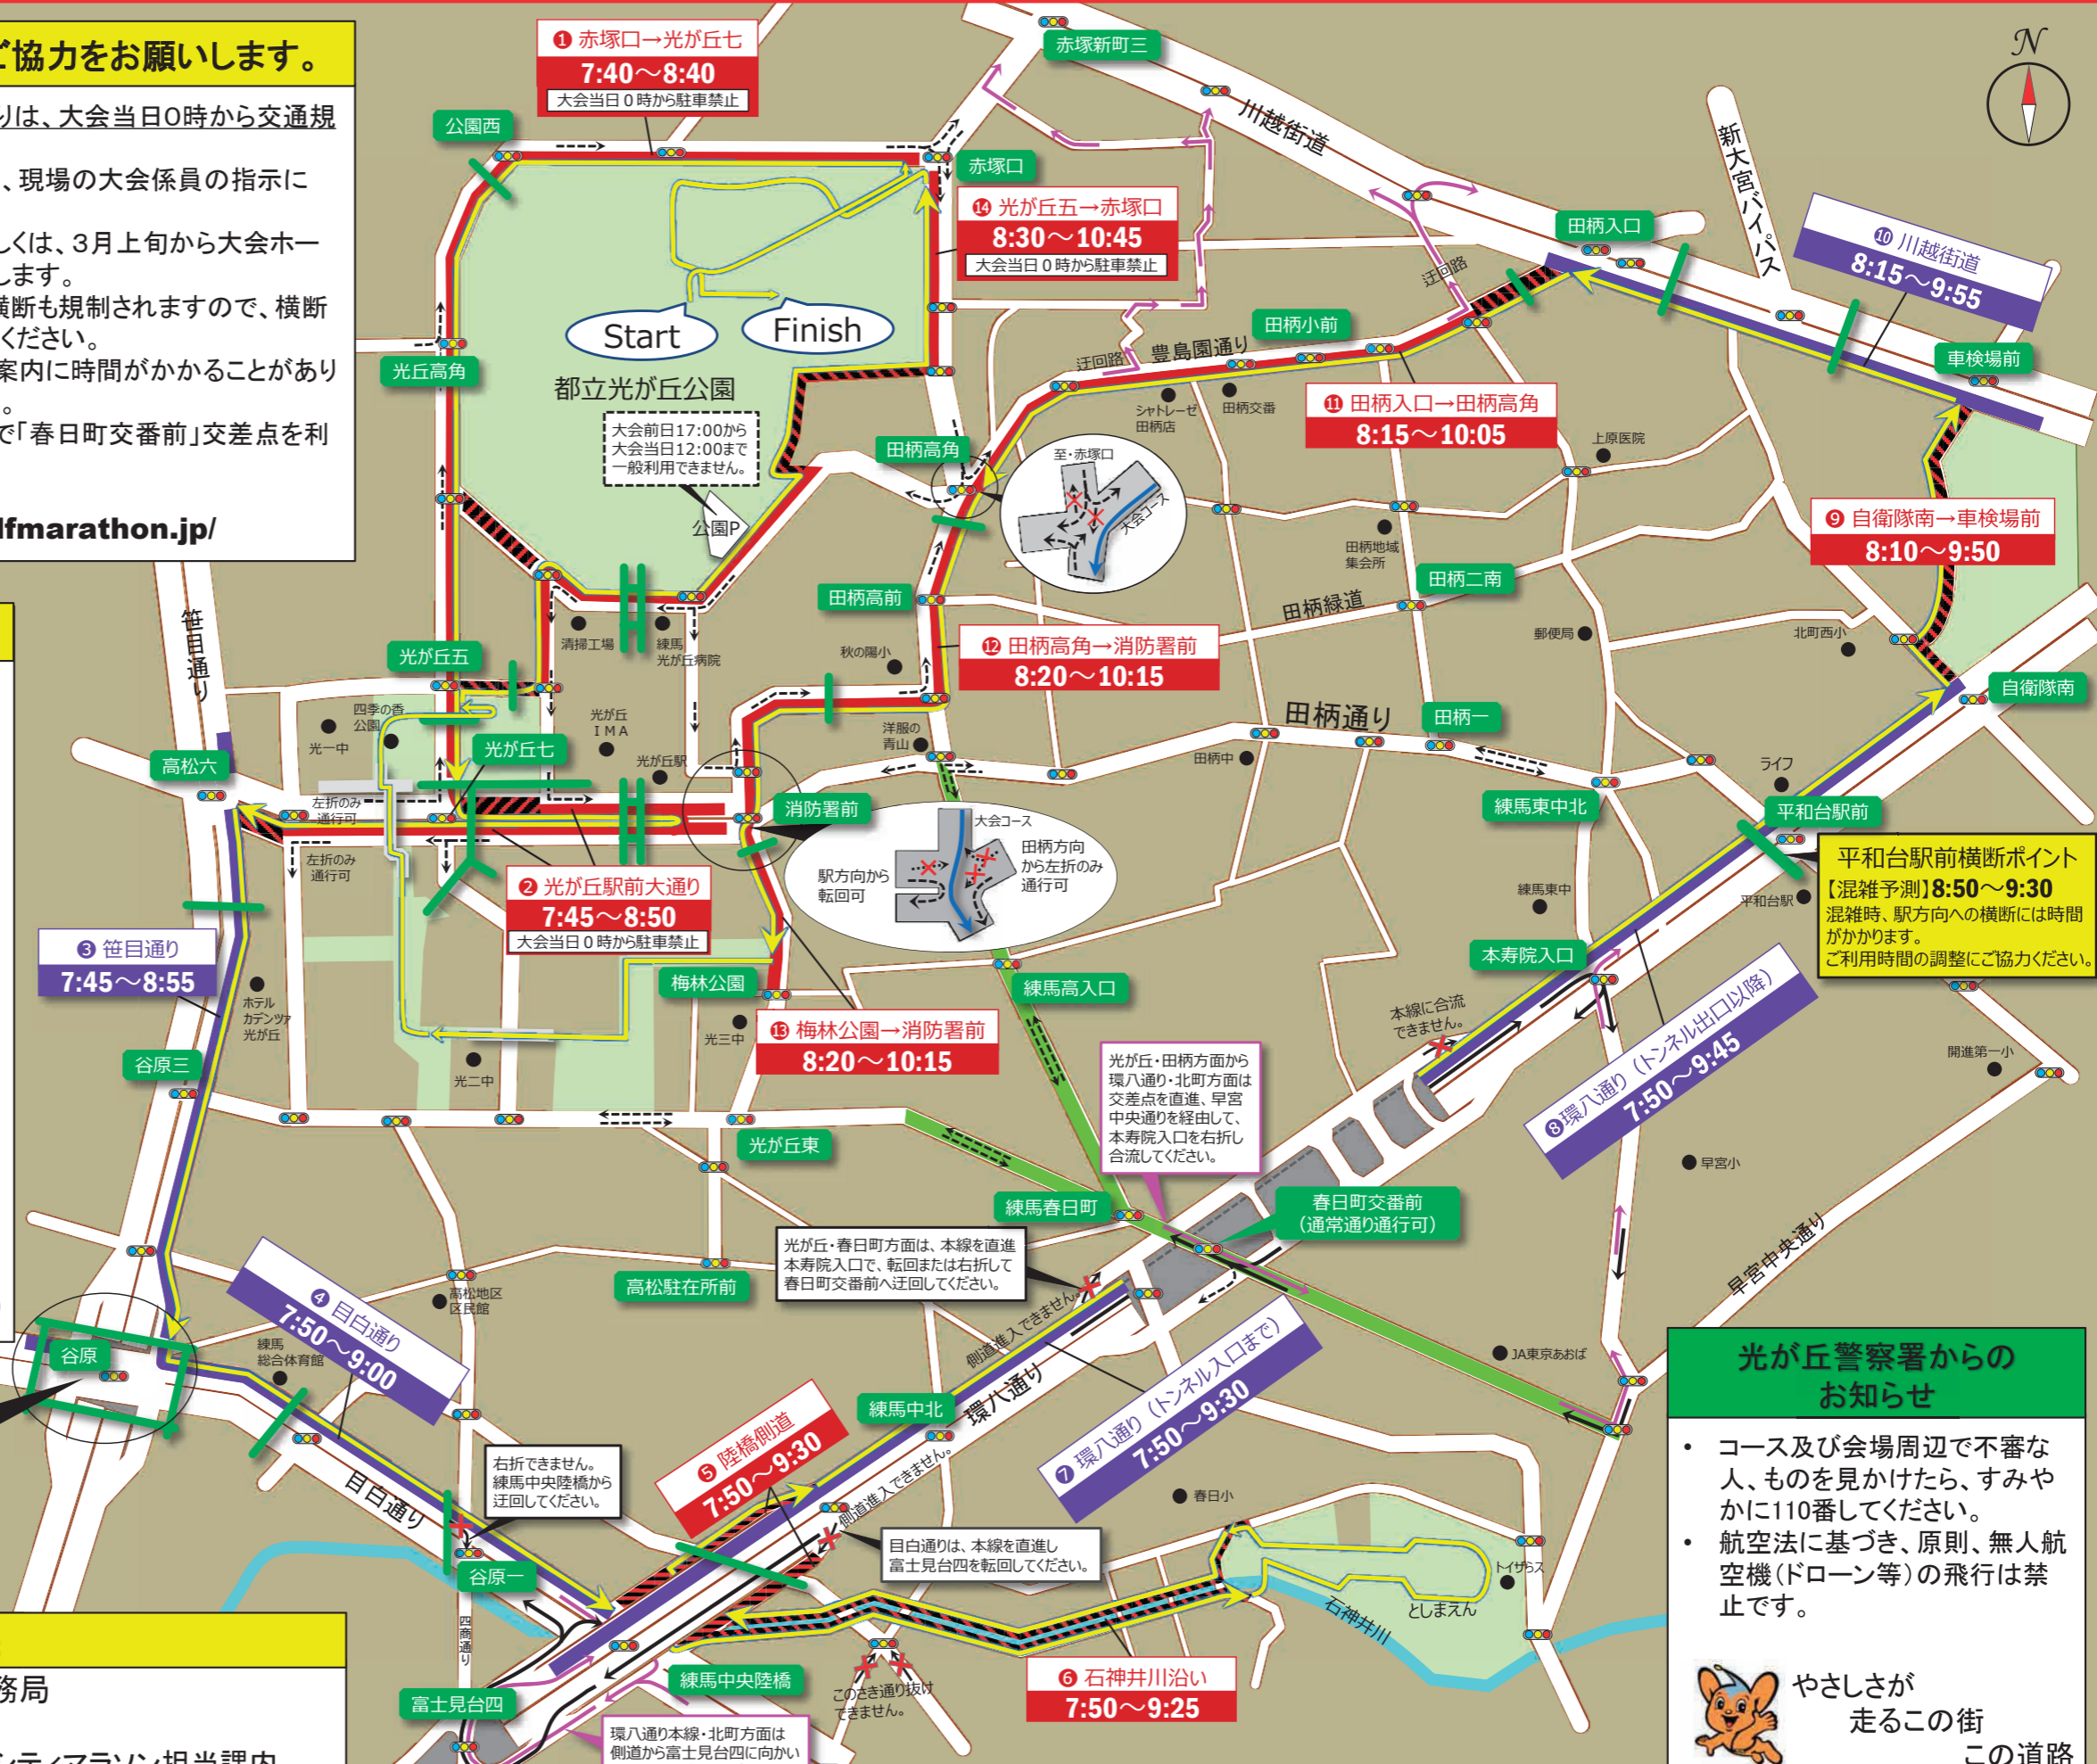 ご協力をお願いします。
りは、大会当日0時から交通規
、現場の大会係員の指示に
しくは、3月上旬から大会ホー
します。
横断も規制されますので、横断
ください。
案内に時間がかかることがあり
。
で「春日町交番前」交差点を利
lfmarathon.jp/
❶ 赤塚口→光が丘七
7:40～8:40
大会当日0時から駐車禁止
赤塚新町三
N
公園西
川越街道
新大宮バイパス
赤塚口
⓮ 光が丘五→赤塚口
8:30～10:45
大会当日0時から駐車禁止
田柄入口
❿ 川越街道
8:15～9:55
迂回路
Start
Finish
田柄小前
豊島園通り
迂回路
車検場前
光丘高角
都立光が丘公園
シャトレーゼ
田柄店
田柄交番
⓫ 田柄入口→田柄高角
8:15～10:05
大会前日17:00から
大会当日12:00まで
一般利用できません。
田柄高角
至・赤塚口
大会コース
上原医院
公園P
❾ 自衛隊南→車検場前
8:10～9:50
田柄地域
集会所
田柄二南
田柄高前
田柄緑道
笹目通り
清掃工場
練馬
光が丘病院
秋の陽小
⓬ 田柄高角→消防署前
8:20～10:15
郵便局
北町西小
光が丘五
自衛隊南
四季の香
公園
光一中
光が丘
IMA
洋服の
青山
田柄通り
田柄一
光が丘七
高松六
光が丘駅
田柄中
ライフ
左折のみ
通行可
消防署前
練馬東中北
平和台駅前
左折のみ
通行可
大会コース
田柄方向
から左折のみ
通行可
駅方向から
転回可
平和台駅前横断ポイント
【混雑予測】8:50～9:30
混雑時、駅方向への横断には時間
がかかります。
ご利用時間の調整にご協力ください。
❷ 光が丘駅前大通り
7:45～8:50
大会当日0時から駐車禁止
練馬東中
平和台駅
❸ 笹目通り
7:45～8:55
本寿院入口
梅林公園
練馬高入口
ホテル
カデンツァ
光が丘
⓭ 梅林公園→消防署前
8:20～10:15
光三中
本線に合流
できません。
❽ 環八通り（トンネル出口以降）
7:50～9:45
開進第一小
谷原三
光二中
光が丘・田柄方面から
環八通り・北町方面は
交差点を直進、早宮
中央通りを経由して、
本寿院入口を右折し
合流してください。
光が丘東
早宮小
練馬春日町
春日町交番前
（通常通り通行可）
光が丘・春日町方面は、本線を直進
本寿院入口で、転回または右折して
春日町交番前へ迂回してください。
早宮中央通り
高松駐在所前
高松地区
区民館
❹ 目白通り
7:50～9:00
側道進入できません。
谷原
練馬
総合体育館
❼ 環八通り（トンネル入口まで）
7:50～9:30
JA東京あおば
光が丘警察署からの
お知らせ
練馬中北
環八通り
❺ 陸橋側道
7:50～9:30
• コース及び会場周辺で不審な
人、ものを見かけたら、すみや
かに110番してください。
• 航空法に基づき、原則、無人航
空機（ドローン等）の飛行は禁
止です。
目白通り
右折できません。
練馬中央陸橋から
迂回してください。
側道進入できません。
春日小
目白通りは、本線を直進し
富士見台四を転回してください。
谷原一
トイザらス
としまえん
石神井川
四商通り
❻ 石神井川沿い
7:50～9:25
務局
練馬中央陸橋
このさき通り抜け
できません。
富士見台四
やさしさが
走るこの街
この道路
環八通り本線・北町方面は
側道から富士見台四に向かい
ンティマラソン担当課内